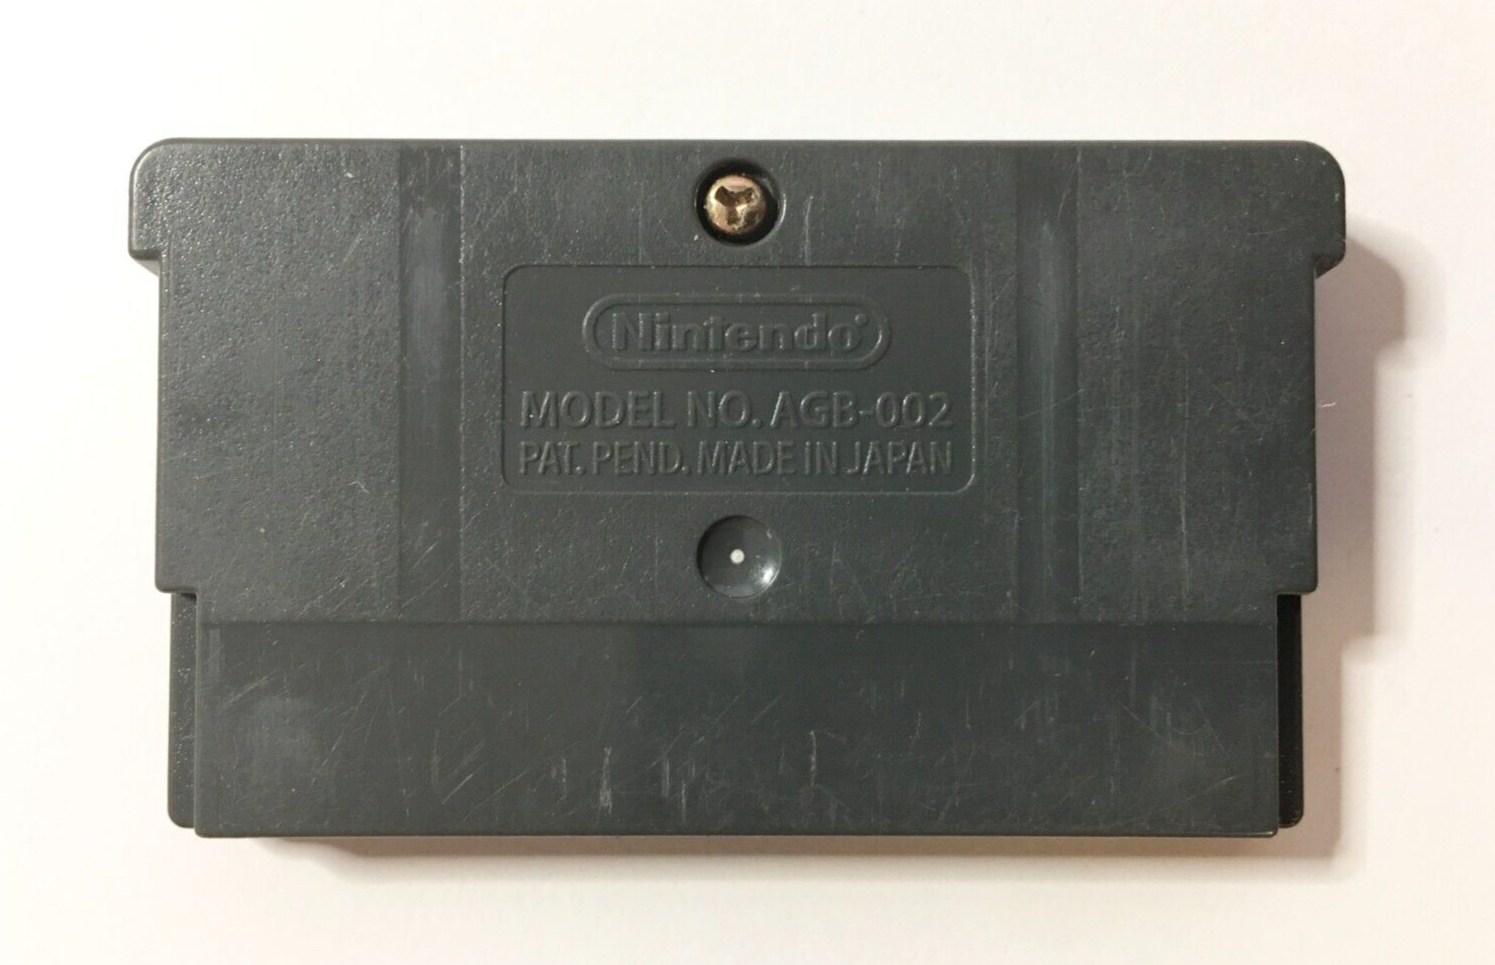 Nintendo®
MODEL NO. AGB-002
PAT. PEND. MADE IN JAPAN